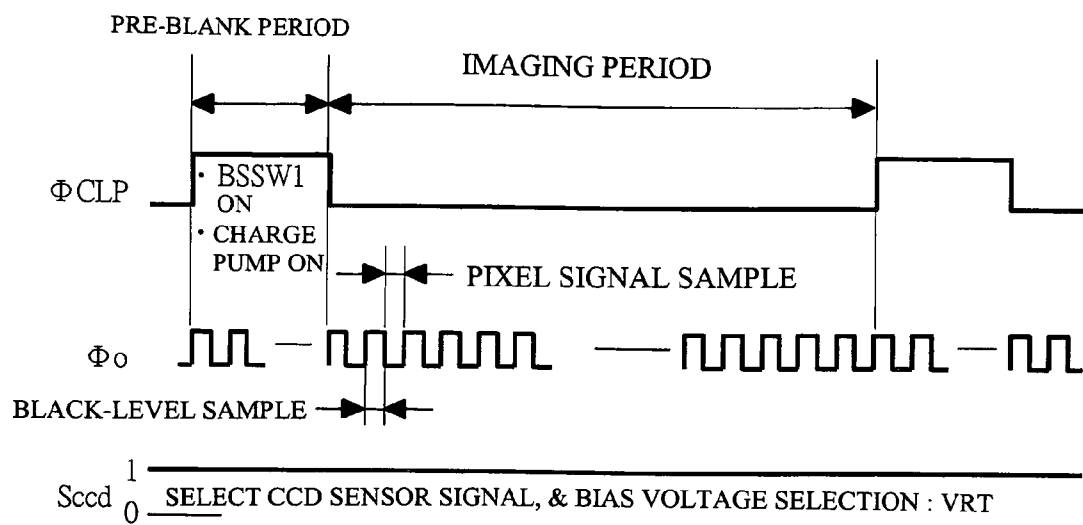 PRE-BLANK PERIOD
IMAGING PERIOD
ΦCLP
· BSSW1
ON
· CHARGE
PUMP ON
PIXEL SIGNAL SAMPLE
Φo
BLACK-LEVEL SAMPLE
1
Sccd
0
SELECT CCD SENSOR SIGNAL, & BIAS VOLTAGE SELECTION : VRT